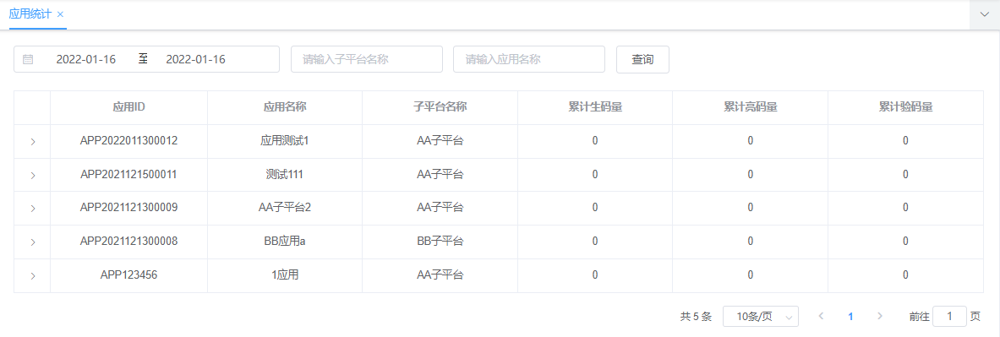 应用统计 ×
2022-01-16 至 2022-01-16 请输入子平台名称 请输入应用名称 查询
应用ID 应用名称 子平台名称 累计生码量 累计亮码量 累计验码量
APP2022011300012 应用测试1 AA子平台 0 0 0
APP2021121500011 测试111 AA子平台 0 0 0
APP2021121300009 AA子平台2 AA子平台 0 0 0
APP2021121300008 BB应用a BB子平台 0 0 0
APP123456 1应用 AA子平台 0 0 0
共 5 条 10条/页 1 前往 1 页